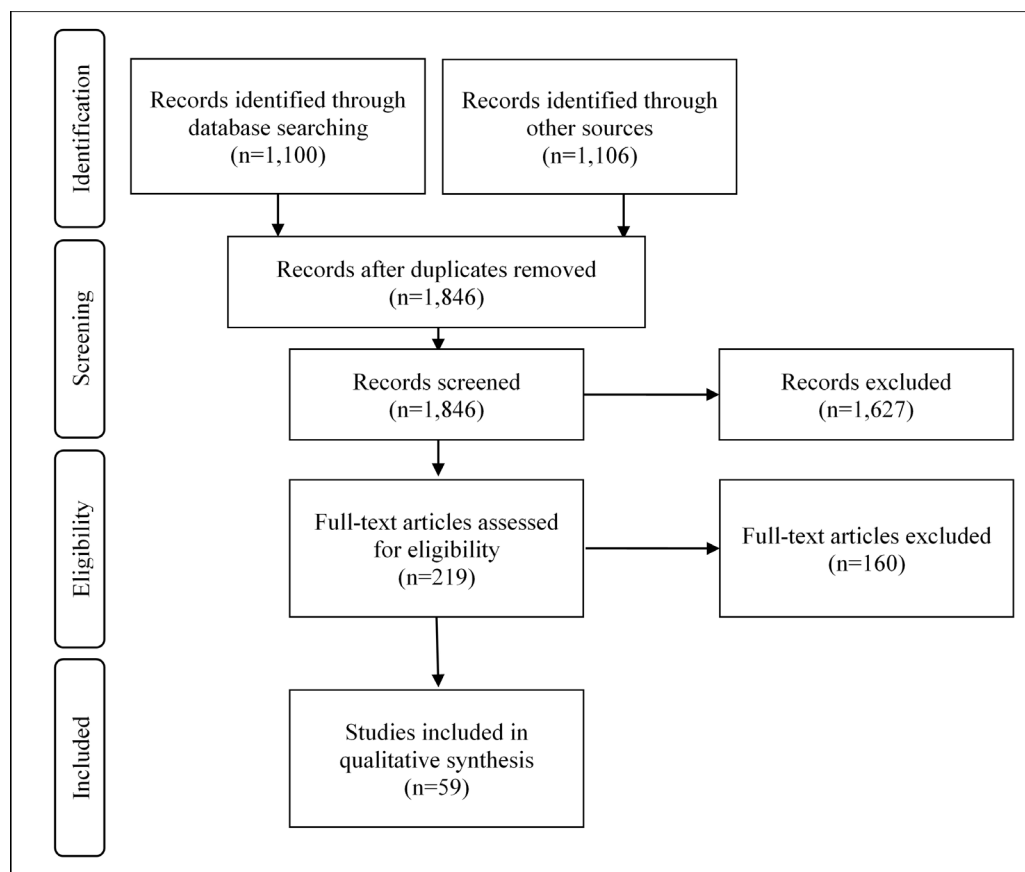 Identification
Records identified through
database searching
(n=1,100)
Records identified through
other sources
(n=1,106)
Screening
Records after duplicates removed
(n=1,846)
Records screened
(n=1,846)
Records excluded
(n=1,627)
Eligibility
Full-text articles assessed
for eligibility
(n=219)
Full-text articles excluded
(n=160)
Included
Studies included in
qualitative synthesis
(n=59)